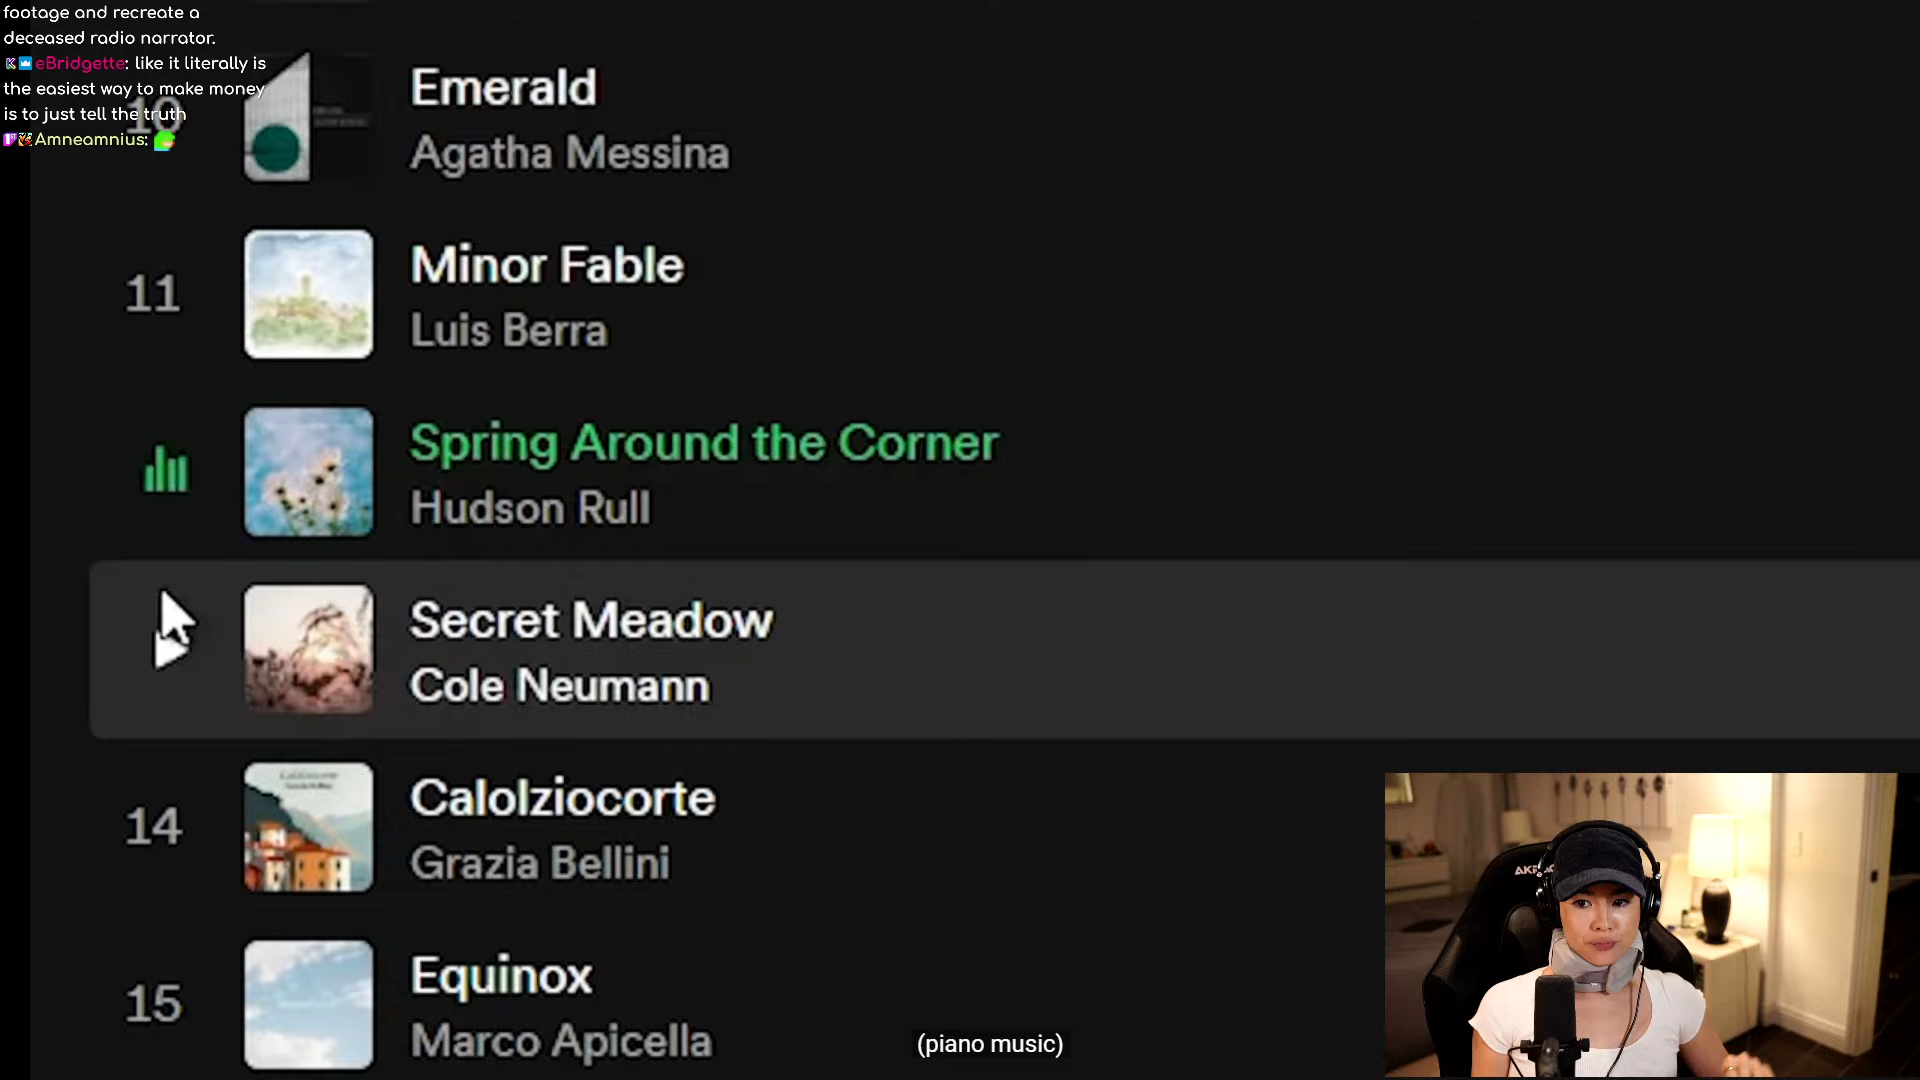 footage and recreate a
deceased radio narrator.
eBridgette: like it literally is
the easiest way to make money
is to just tell the truth
Amneamnius:
10
Emerald
Agatha Messina
11
Minor Fable
Luis Berra
Spring Around the Corner
Hudson Rull
Secret Meadow
Cole Neumann
14
Calolziocorte
Grazia Bellini
15
Equinox
Marco Apicella
(piano music)